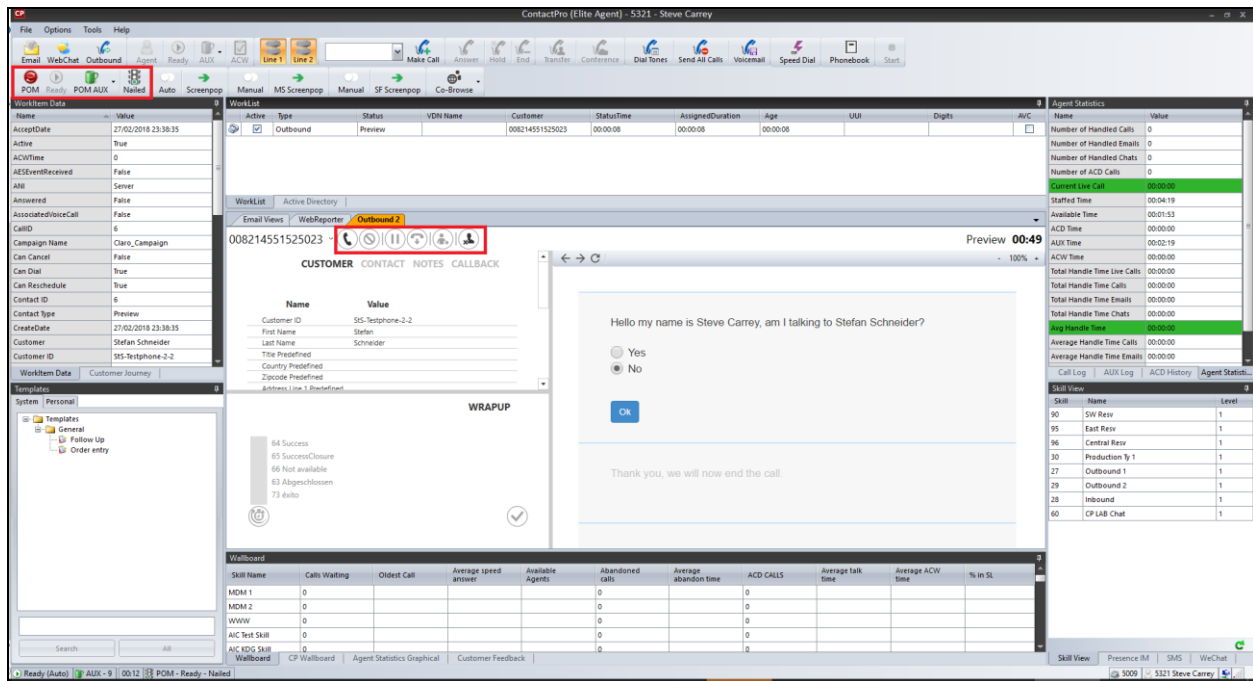 CP ContactPro (Elite Agent) - 5321 - Steve Carrey
File Options Tools Help
Email WebChat Outbound Agent Ready AUX ACW Line 1 Line 2 Make Call Answer Hold End Transfer Conference Dial Tones Send All Calls Voicemail Speed Dial Phonebook Start
POM Ready POM AUX Nailed Auto Screenpop Manual MS Screenpop Manual SF Screenpop Co-Browse
WorkItem Data
Name Value
AcceptDate 27/02/2018 23:38:35
Active True
ACWTime 0
AESEventReceived False
ANI Server
Answered False
AssociatedVoiceCall False
CallID 6
Campaign Name Claro_Campaign
Can Cancel False
Can Dial True
Can Reschedule True
Contact ID 6
Contact Type Preview
CreateDate 27/02/2018 23:38:35
Customer Stefan Schneider
Customer ID StS-Testphone-2-2
WorkItem Data Customer Journey
Templates
System Personal
Templates
General
Follow Up
Order entry
Search All
WorkList
Active Type Status VDN Name Customer StatusTime AssignedDuration Age UUI Digits AVC
Outbound Preview 008214551525023 00:00:08 00:00:08 00:00:08
WorkList Active Directory
Email Views WebReporter Outbound 2
008214551525023 Preview 00:49
CUSTOMER CONTACT NOTES CALLBACK
Name Value
Customer ID StS-Testphone-2-2
First Name Stefan
Last Name Schneider
Title Predefined
Country Predefined
Zipcode Predefined
Address Line 1 Predefined
WRAPUP
64 Success
65 SuccessClosure
66 Not available
63 Abgeschlossen
73 éxito
- 100% +
Hello my name is Steve Carrey, am I talking to Stefan Schneider?
Yes
No
Ok
Thank you, we will now end the call.
Wallboard
Skill Name Calls Waiting Oldest Call Average speed answer Available Agents Abandoned calls Average abandon time ACD CALLS Average talk time Average ACW time % in SL
MDM 1 0 0 0
MDM 2 0 0 0
WWW 0 0 0
AIC Test Skill 0 0 0
AIC KDG Skill 0 0 0
Wallboard CP Wallboard Agent Statistics Graphical Customer Feedback
Agent Statistics
Name Value
Number of Handled Calls 0
Number of Handled Emails 0
Number of Handled Chats 0
Number of ACD Calls 0
Current Live Call 00:00:00
Staffed Time 00:04:19
Available Time 00:01:53
ACD Time 00:00:00
AUX Time 00:02:19
ACW Time 00:00:00
Total Handle Time Live Calls 00:00:00
Total Handle Time Calls 00:00:00
Total Handle Time Emails 00:00:00
Total Handle Time Chats 00:00:00
Avg Handle Time 00:00:00
Average Handle Time Calls 00:00:00
Average Handle Time Emails 00:00:00
Call Log AUX Log ACD History Agent Statisti...
Skill View
Skill Name Level
90 SW Resv 1
95 East Resv 1
96 Central Resv 1
30 Production Ty 1 1
27 Outbound 1 1
29 Outbound 2 1
28 Inbound 1
60 CP LAB Chat 1
Skill View Presence IM SMS WeChat
Ready (Auto) AUX - 9 00:12 POM - Ready - Nailed 5009 5321 Steve Carrey